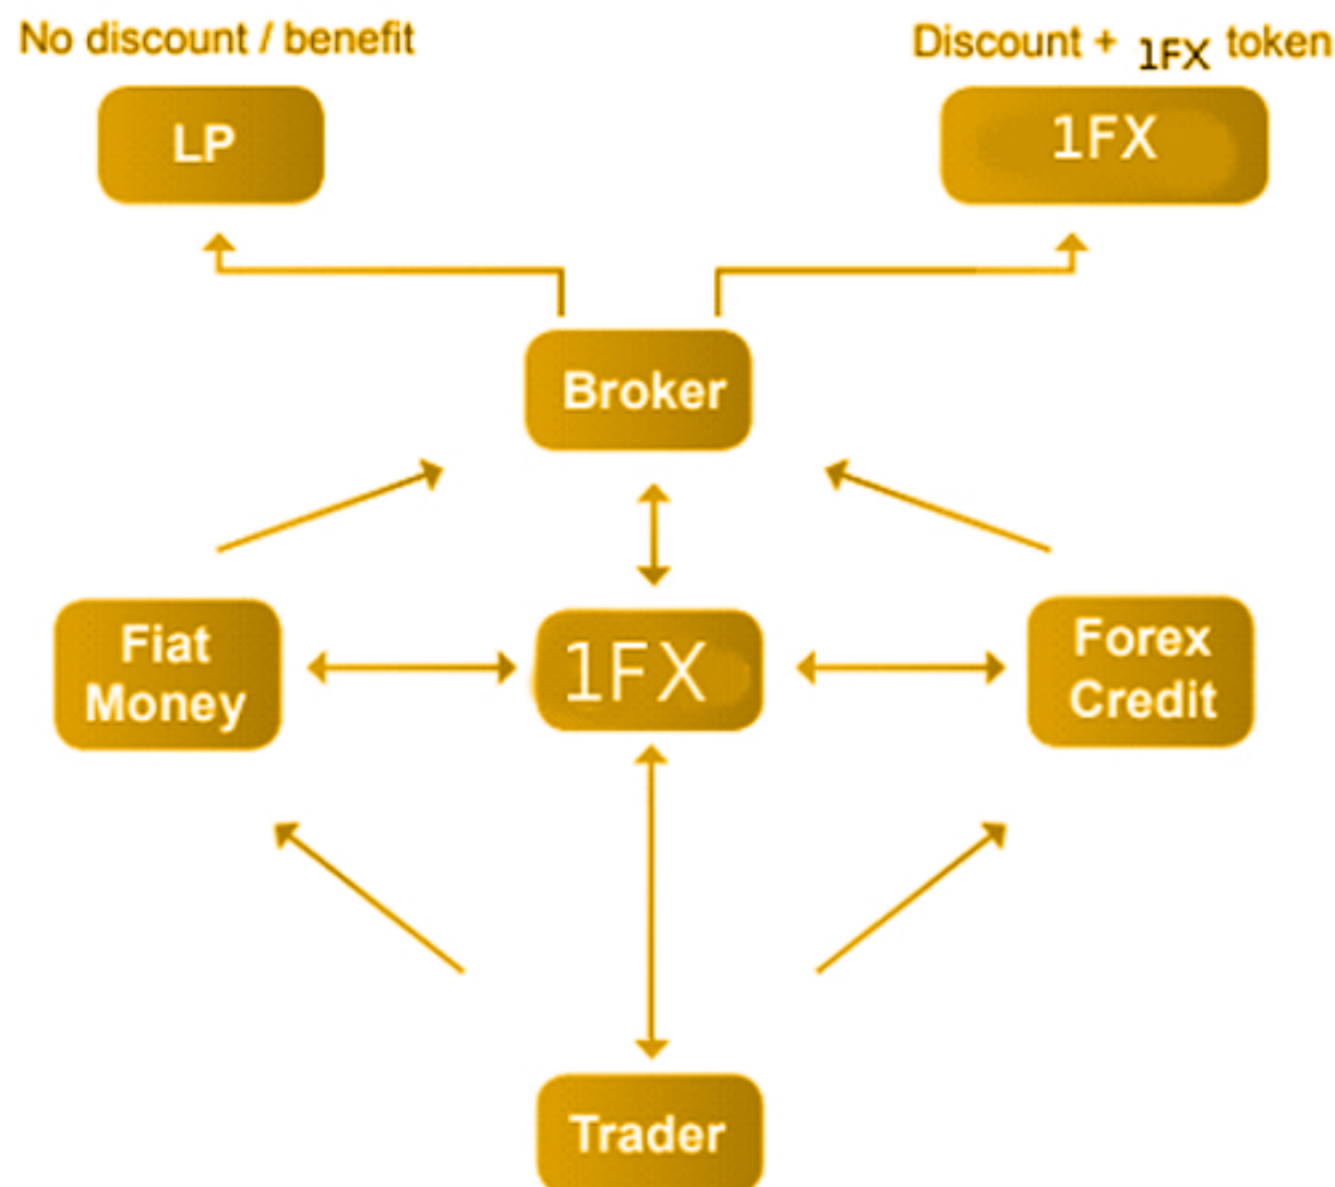 No discount / benefit
Discount + 1FX token
LP
1FX
Broker
Fiat
Money
1FX
Forex
Credit
Trader